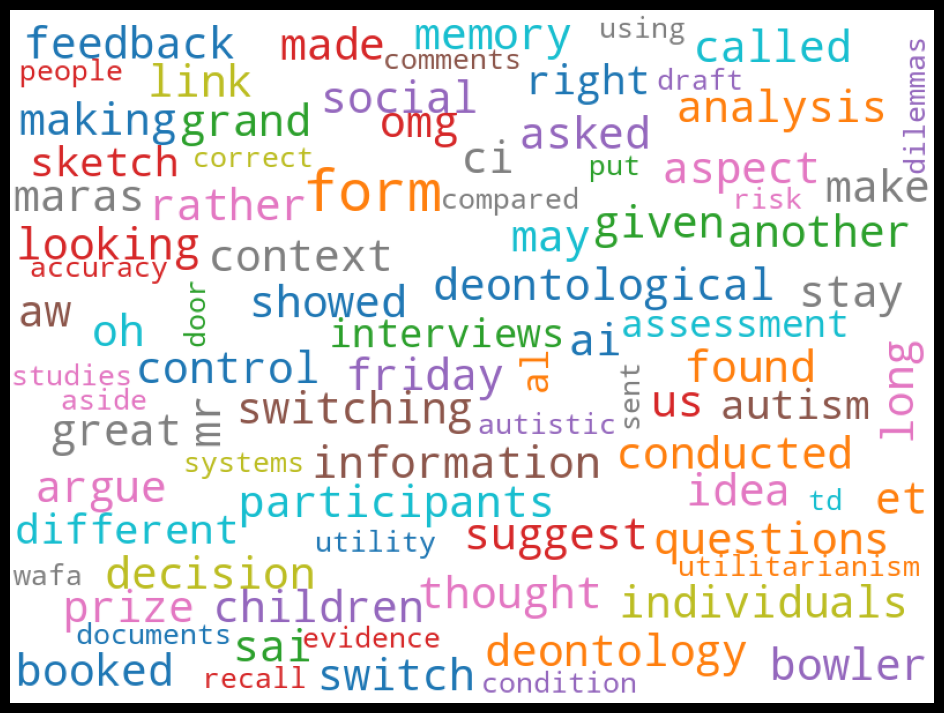 feedback made memory using called
people link comments right draft dilemmas
making grand social omg asked analysis
sketch correct ci put aspect make
maras rather form compared risk
looking context may given another
accuracy
aw oh door showed deontological stay
interviews ai assessment
studies control friday al sent found long
aside great mr switching autistic us autism
systems information conducted
argue participants idea td et
different utility suggest questions
wafa decision utilitarianism
prize children thought individuals
documents sai evidence deontology bowler
booked recall switch condition